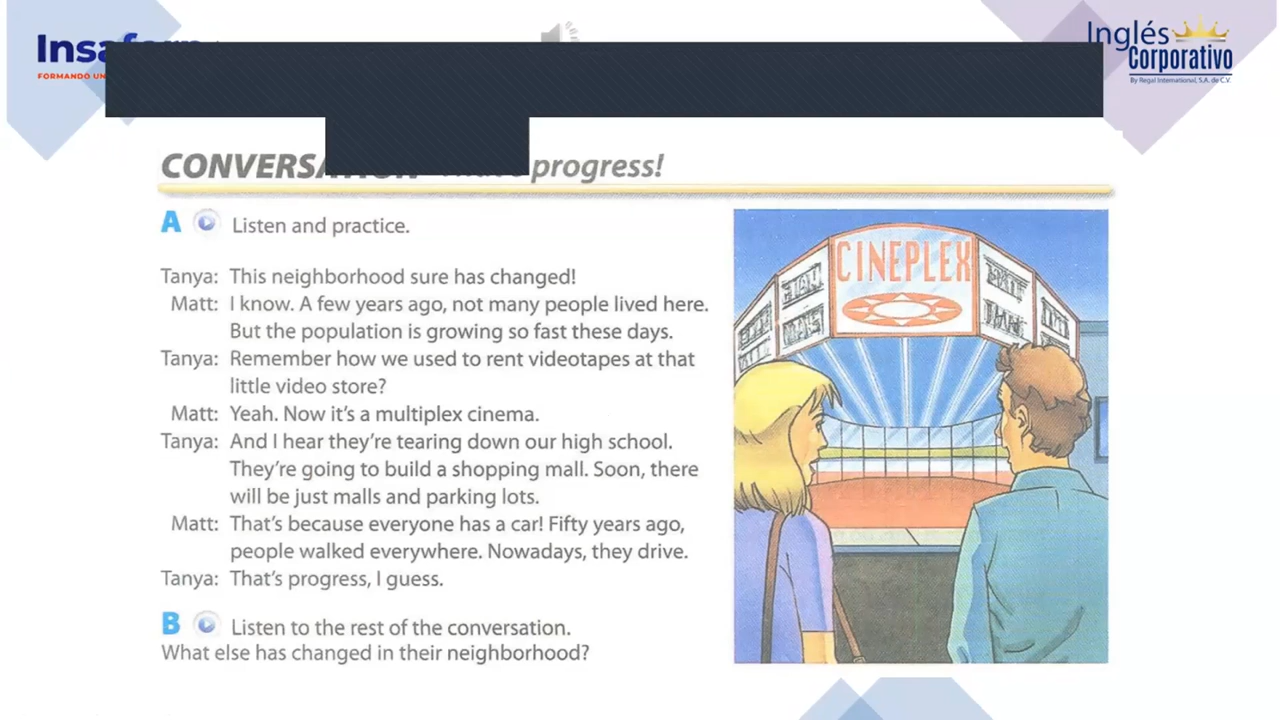 FORMANDO UN
Inglés
Corporativo
By Regal International, S.A. de C.V.
progress!
A Listen and practice.
Tanya: This neighborhood sure has changed!
Matt: I know. A few years ago, not many people lived here.
But the population is growing so fast these days.
Tanya: Remember how we used to rent videotapes at that
little video store?
Matt: Yeah. Now it's a multiplex cinema.
Tanya: And I hear they're tearing down our high school.
They're going to build a shopping mall. Soon, there
will be just malls and parking lots.
Matt: That's because everyone has a car! Fifty years ago,
people walked everywhere. Nowadays, they drive.
Tanya: That's progress, I guess.
B Listen to the rest of the conversation.
What else has changed in their neighborhood?
CINEPLEX